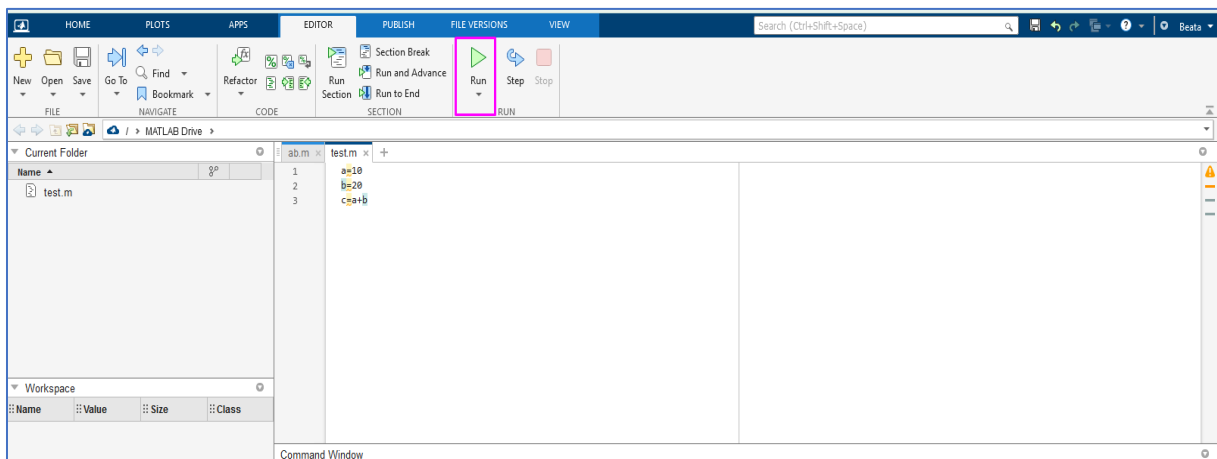 HOME PLOTS APPS EDITOR PUBLISH FILE VERSIONS VIEW Search (Ctrl+Shift+Space) Beata
New Open Save Go To Find Bookmark Refactor Run Section Section Break Run and Advance Run to End Run Step Stop
FILE NAVIGATE CODE SECTION RUN
/ > MATLAB Drive >
Current Folder
Name
test.m
ab.m × test.m × +
1 a=10
2 b=20
3 c=a+b
Workspace
Name Value Size Class
Command Window